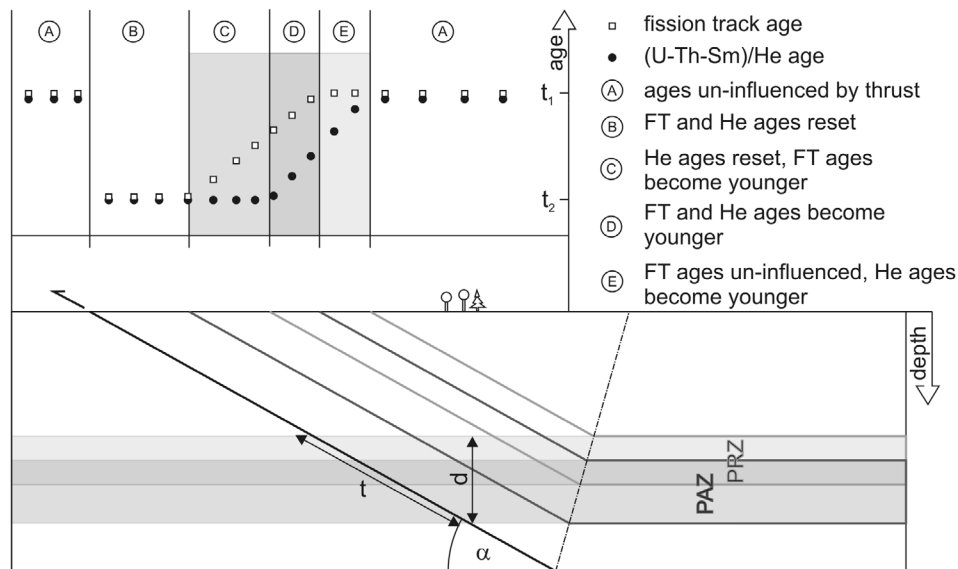 A
B
C
D
E
A
age
t1
t2
fission track age
(U-Th-Sm)/He age
A ages un-influenced by thrust
B FT and He ages reset
C He ages reset, FT ages
become younger
D FT and He ages become
younger
E FT ages un-influenced, He ages
become younger
depth
PRZ
PAZ
d
t
α